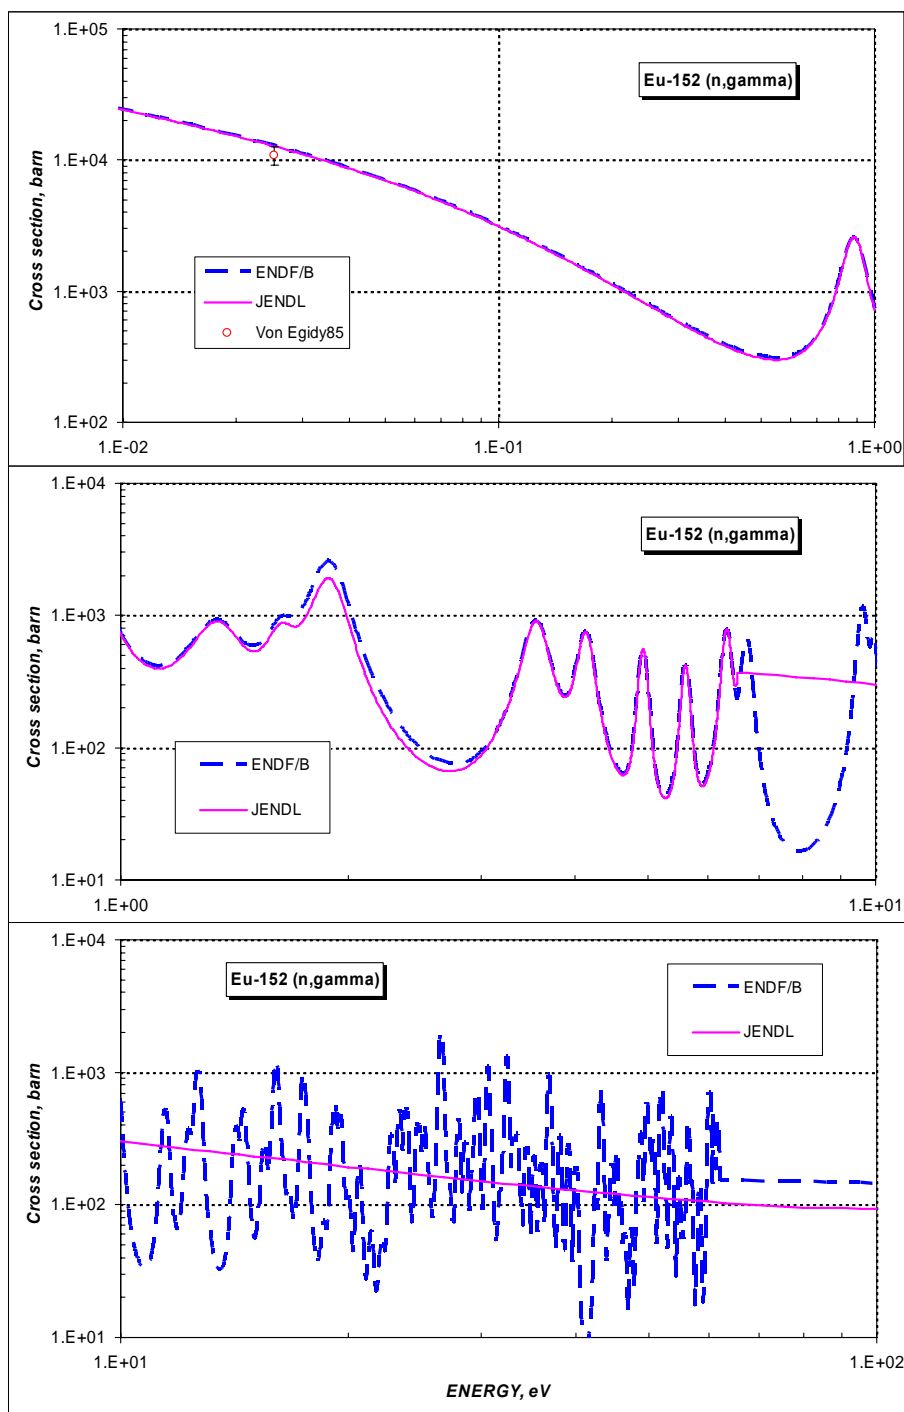 1.E+05
Eu-152 (n,gamma)
1.E+04
Cross section, barn
ENDF/B
JENDL
Von Egidy85
1.E+03
1.E+02
1.E-02
1.E-01
1.E+00
1.E+04
Eu-152 (n,gamma)
1.E+03
Cross section, barn
1.E+02
ENDF/B
JENDL
1.E+01
1.E+00
1.E+01
1.E+04
Eu-152 (n,gamma)
ENDF/B
JENDL
1.E+03
Cross section, barn
1.E+02
1.E+01
1.E+01
1.E+02
ENERGY, eV